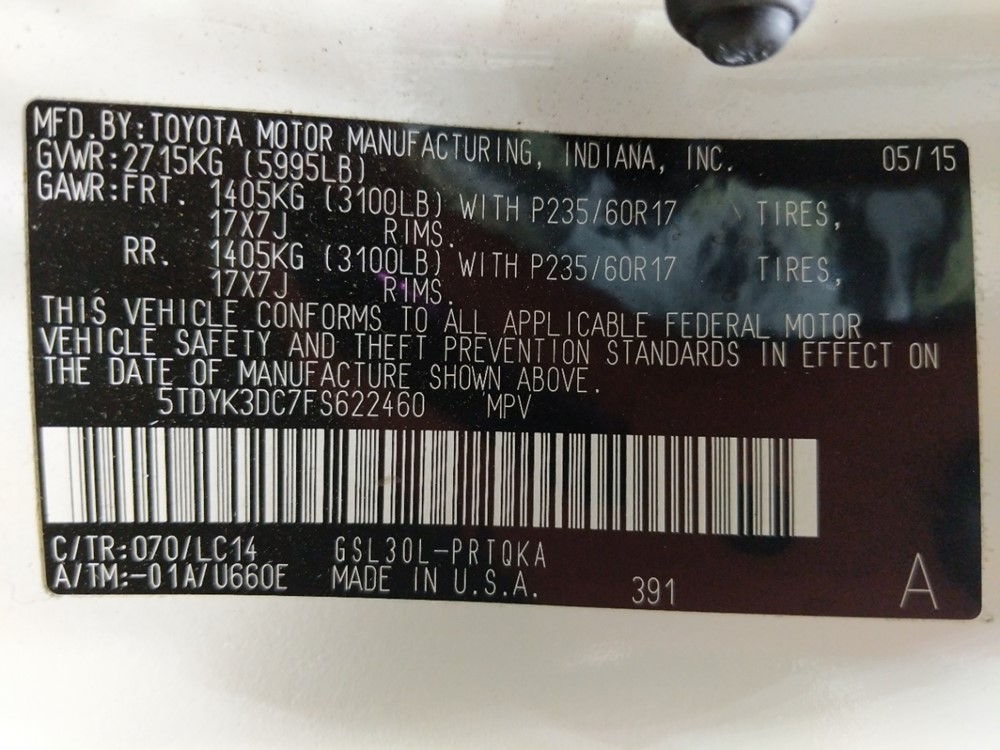 MFD.BY:TOYOTA MOTOR MANUFACTURING, INDIANA, INC. 05/15
GVWR:2715KG (5995LB)
GAWR:FRT. 1405KG (3100LB) WITH P235/60R17 TIRES,
17X7J RIMS.
RR. 1405KG (3100LB) WITH P235/60R17 TIRES,
17X7J RIMS.
THIS VEHICLE CONFORMS TO ALL APPLICABLE FEDERAL MOTOR
VEHICLE SAFETY AND THEFT PREVENTION STANDARDS IN EFFECT ON
THE DATE OF MANUFACTURE SHOWN ABOVE.
5TDYK3DC7FS622460 MPV
C/TR:070/LC14 GSL30L-PRTQKA
A/TM:-01A/U660E MADE IN U.S.A. 391 A